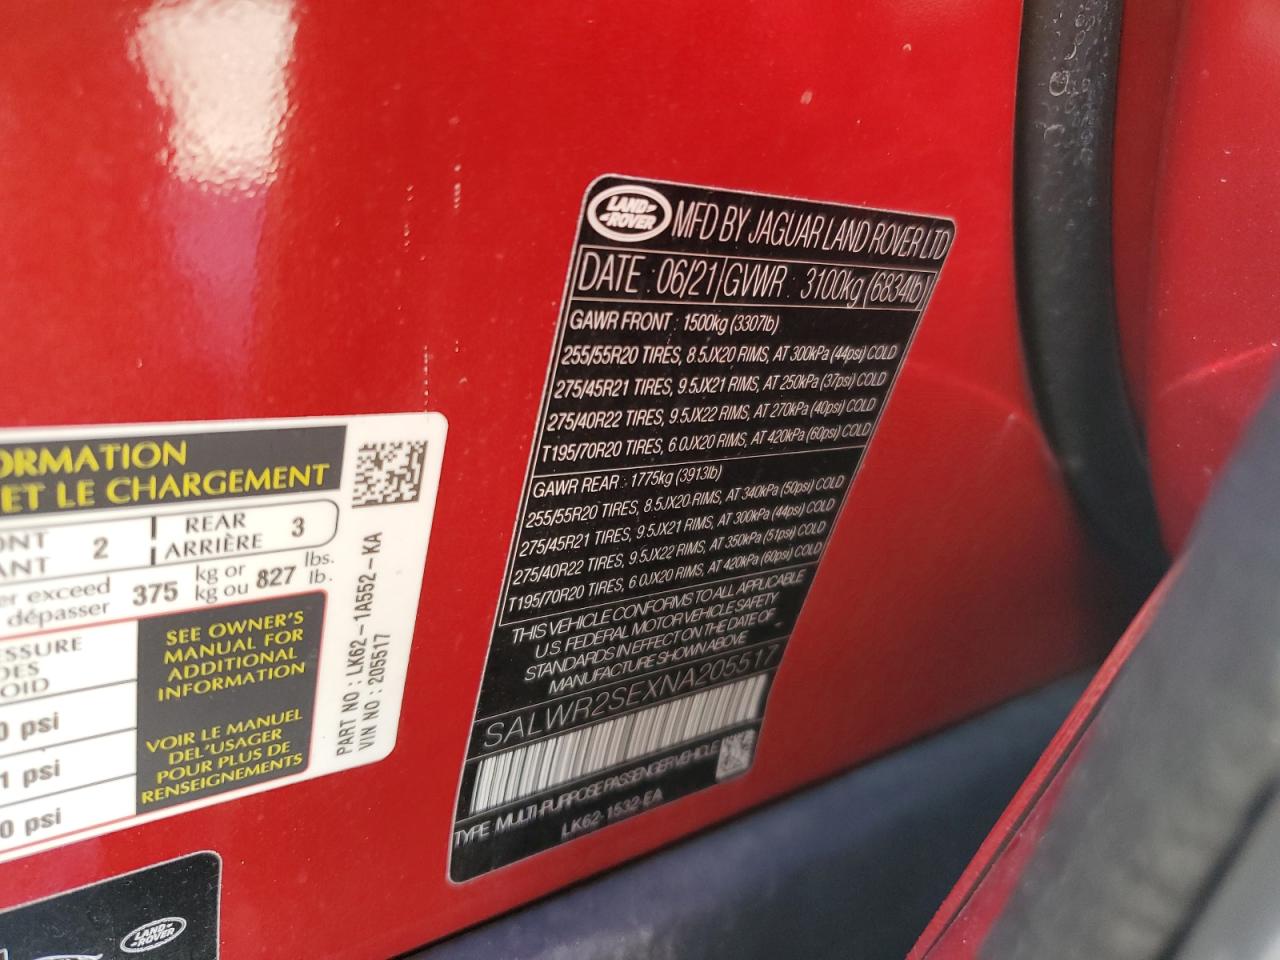 LAND
ROVER
MFD BY JAGUAR LAND ROVER LTD
DATE : 06/21 GVWR : 3100kg (6834lb)
GAWR FRONT : 1500kg (3307lb)
255/55R20 TIRES, 8.5JX20 RIMS, AT 300kPa (44psi) COLD
275/45R21 TIRES, 9.5JX21 RIMS, AT 250kPa (37psi) COLD
275/40R22 TIRES, 9.5JX22 RIMS, AT 270kPa (40psi) COLD
T195/70R20 TIRES, 6.0JX20 RIMS, AT 420kPa (60psi) COLD
GAWR REAR : 1775kg (3913lb)
255/55R20 TIRES, 8.5JX20 RIMS, AT 340kPa (50psi) COLD
275/45R21 TIRES, 9.5JX21 RIMS, AT 300kPa (44psi) COLD
275/40R22 TIRES, 9.5JX22 RIMS, AT 350kPa (51psi) COLD
T195/70R20 TIRES, 6.0JX20 RIMS, AT 420kPa (60psi) COLD
THIS VEHICLE CONFORMS TO ALL APPLICABLE
U.S. FEDERAL MOTOR VEHICLE SAFETY
STANDARDS IN EFFECT ON THE DATE OF
MANUFACTURE SHOWN ABOVE
SALWR2SEXNA205517
TYPE : MULTI-PURPOSE PASSENGER VEHICLE
LK62-1532-EA
ORMATION
ET LE CHARGEMENT
ONT 2 REAR 3
ANT ARRIÈRE
er exceed 375 kg or 827 lbs.
dépasser kg ou lb.
ESSURE
DES
OID
0 psi
1 psi
0 psi
SEE OWNER'S
MANUAL FOR
ADDITIONAL
INFORMATION
VOIR LE MANUEL
DEL'USAGER
POUR PLUS DE
RENSEIGNEMENTS
PART NO : LK62-1A552-KA
VIN NO : 205517
LAND
ROVER